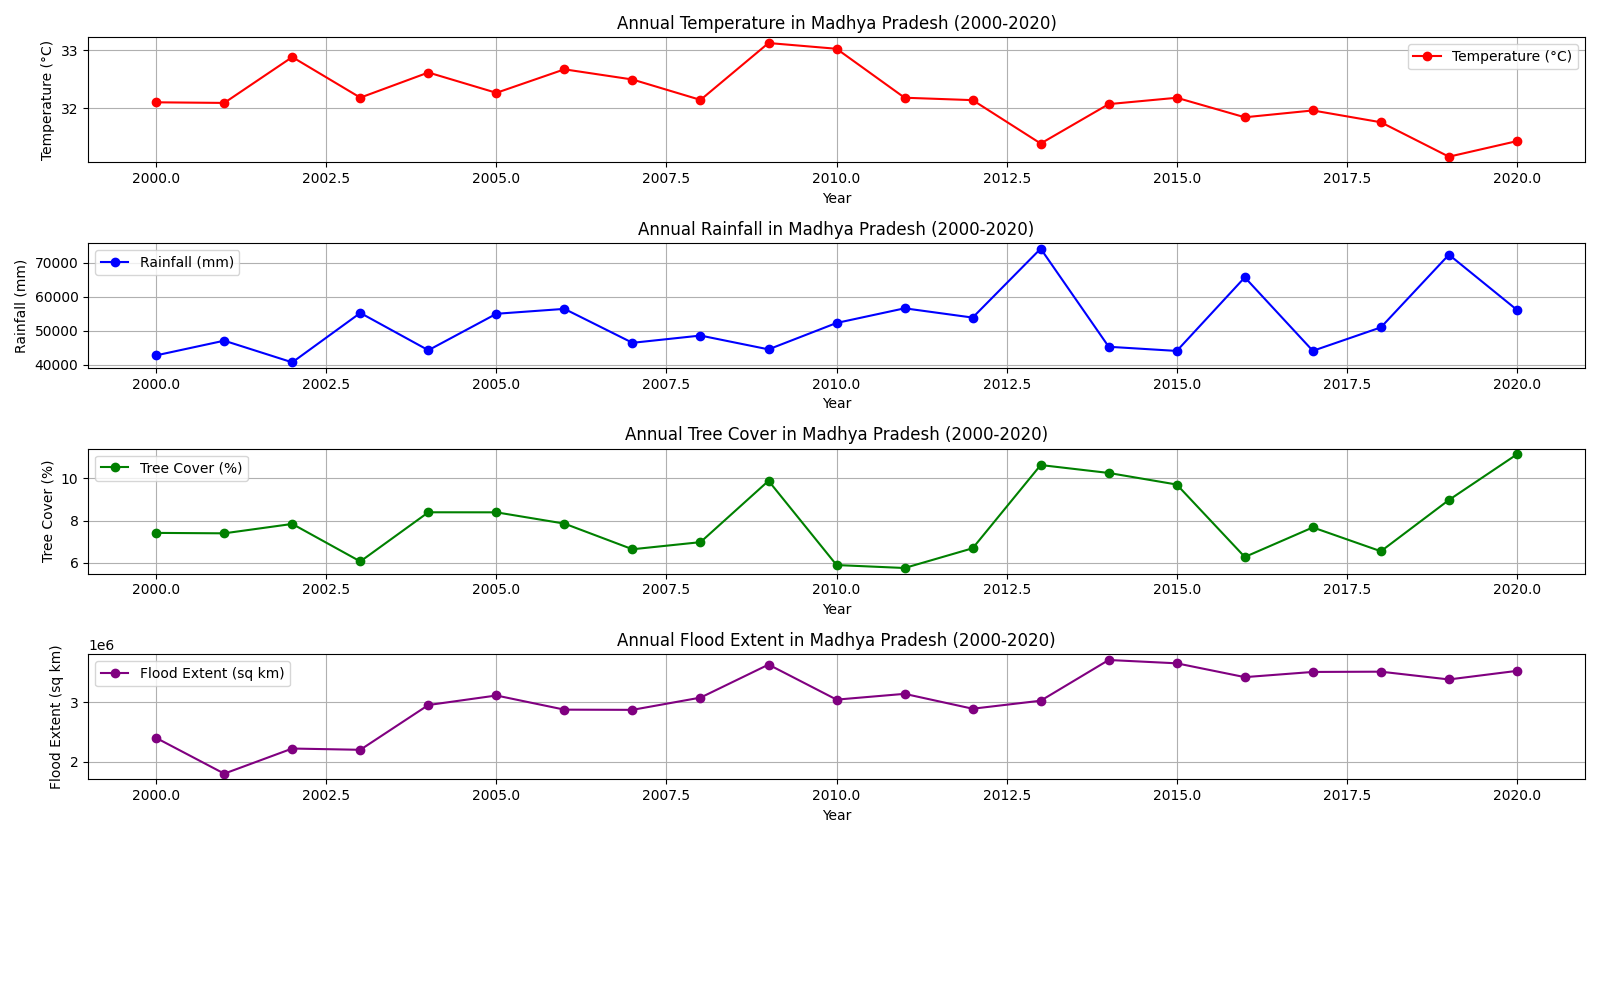 Annual Temperature in Madhya Pradesh (2000-2020)
Temperature (°C)
33
32
Temperature (°C)
2000.0 2002.5 2005.0 2007.5 2010.0 2012.5 2015.0 2017.5 2020.0
Year
Annual Rainfall in Madhya Pradesh (2000-2020)
Rainfall (mm)
70000
60000
50000
40000
Rainfall (mm)
2000.0 2002.5 2005.0 2007.5 2010.0 2012.5 2015.0 2017.5 2020.0
Year
Annual Tree Cover in Madhya Pradesh (2000-2020)
Tree Cover (%)
10
8
6
Tree Cover (%)
2000.0 2002.5 2005.0 2007.5 2010.0 2012.5 2015.0 2017.5 2020.0
Year
Annual Flood Extent in Madhya Pradesh (2000-2020)
1e6
Flood Extent (sq km)
3
2
Flood Extent (sq km)
2000.0 2002.5 2005.0 2007.5 2010.0 2012.5 2015.0 2017.5 2020.0
Year